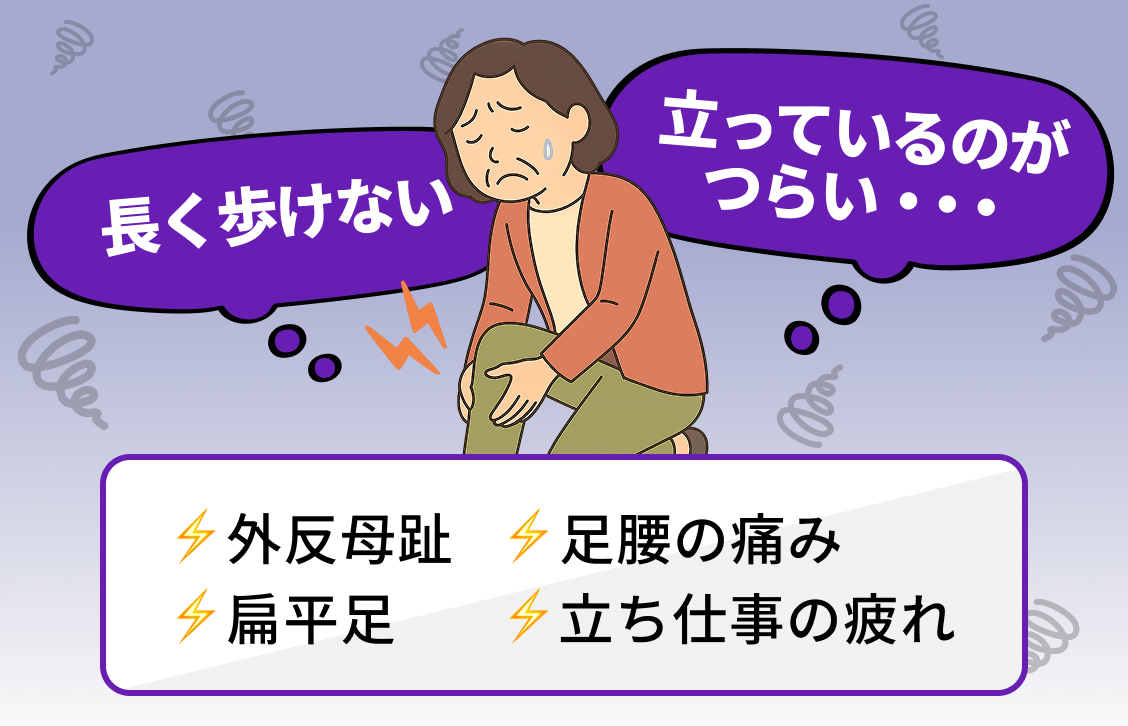 長く歩けない
立っているのが
つらい・・・
外反母趾
足腰の痛み
扁平足
立ち仕事の疲れ